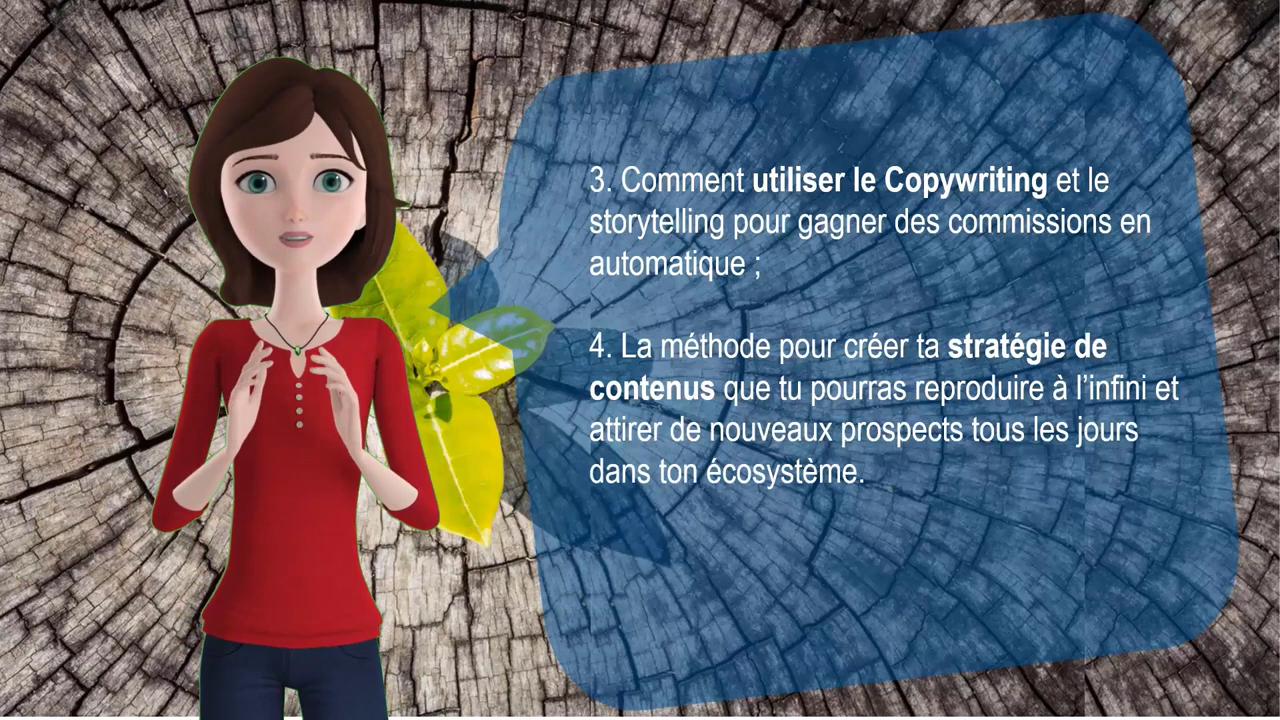 3. Comment utiliser le Copywriting et le
storytelling pour gagner des commissions en
automatique ;
4. La méthode pour créer ta stratégie de
contenus que tu pourras reproduire à l’infini et
attirer de nouveaux prospects tous les jours
dans ton écosystème.